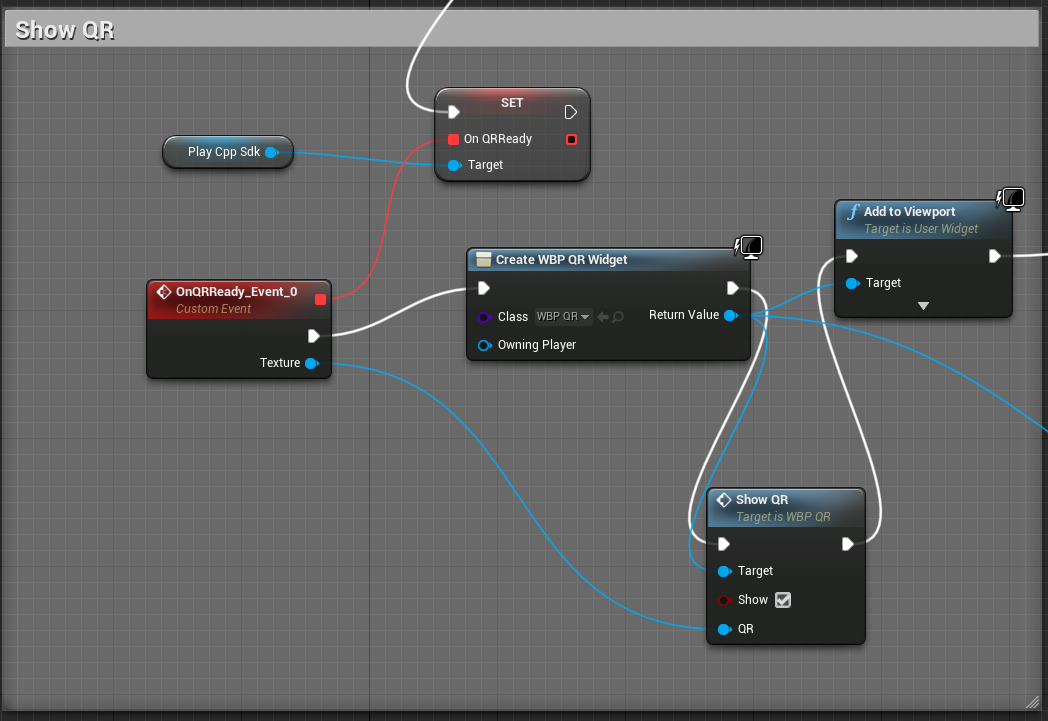 Show QR
SET
On QRReady
Target
Play Cpp Sdk
OnQRReady_Event_0
Custom Event
Texture
Create WBP QR Widget
Class WBP QR
Return Value
Owning Player
Add to Viewport
Target is User Widget
Target
Show QR
Target is WBP QR
Target
Show
QR